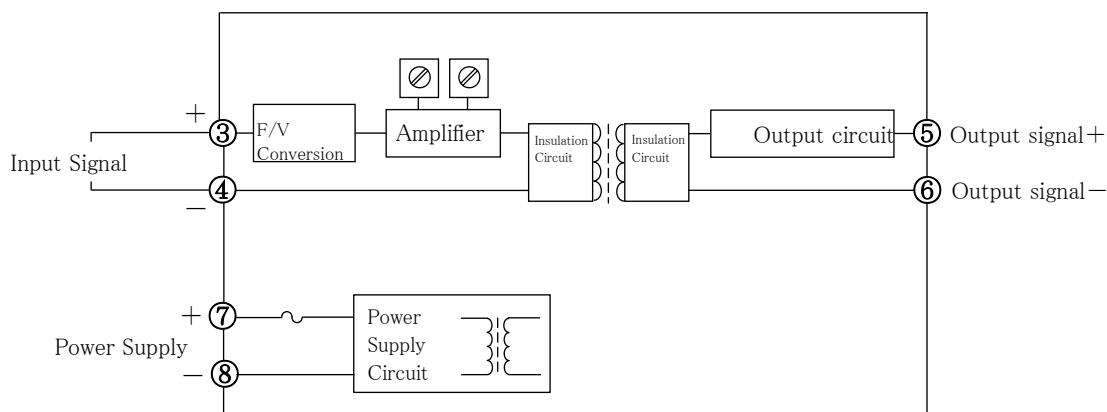 +
③
F/V
Conversion
Amplifier
Insulation
Circuit
Insulation
Circuit
Output circuit
⑤
Output signal+
Input Signal
④
−
⑥
Output signal−
+
⑦
Power
Supply
Circuit
Power Supply
−
⑧